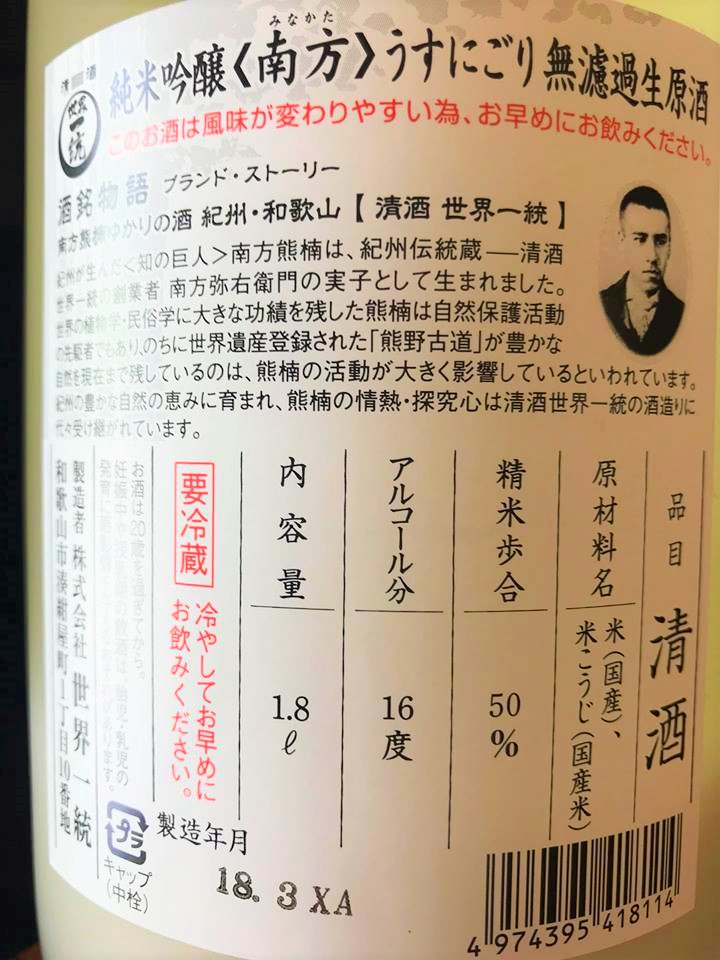 みなかた
純米吟醸〈南方〉うすにごり 無濾過生原酒
清酒
世界一統
このお酒は風味が変わりやすい為、お早めにお飲みください。
酒銘物語 ブランド・ストーリー
南方熊楠ゆかりの酒 紀州・和歌山【 清酒 世界一統 】
紀州が生んだ<知の巨人>南方熊楠は、紀州伝統蔵――清酒
世界一統の創業者 南方弥右衛門の実子として生まれました。
世界の植物学・民俗学に大きな功績を残した熊楠は自然保護活動
の先駆者でもあり、のちに世界遺産登録された「熊野古道」が豊かな
自然を現在まで残しているのは、熊楠の活動が大きく影響しているといわれています。
紀州の豊かな自然の恵みに育まれ、熊楠の情熱・探究心は清酒世界一統の酒造りに
代々受け継がれています。
品目 清酒
原材料名 米(国産)、
米こうじ(国産米)
精米歩合 50%
アルコール分 16度
内容量 1.8ℓ
要冷蔵 冷やしてお早めに
お飲みください。
お酒は20歳を過ぎてから。
妊娠中や授乳期の飲酒は、胎児・乳児の
発育に
製造者 株式会社 世界一統
和歌山市湊紺屋町1丁目10番地
プラ
キャップ
(中栓)
製造年月
18. 3 XA
4 974395 418114